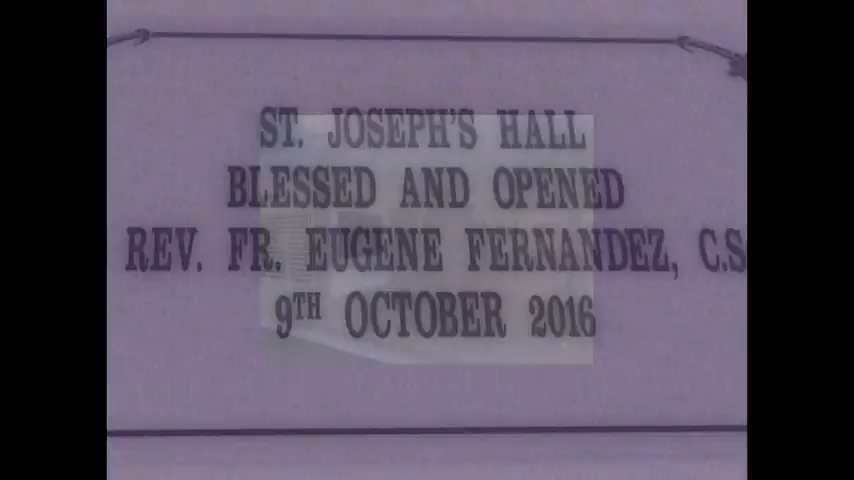 ST. JOSEPH'S HALL
BLESSED AND OPENED
REV. FR. EUGENE FERNANDEZ, C.S
9TH OCTOBER 2016